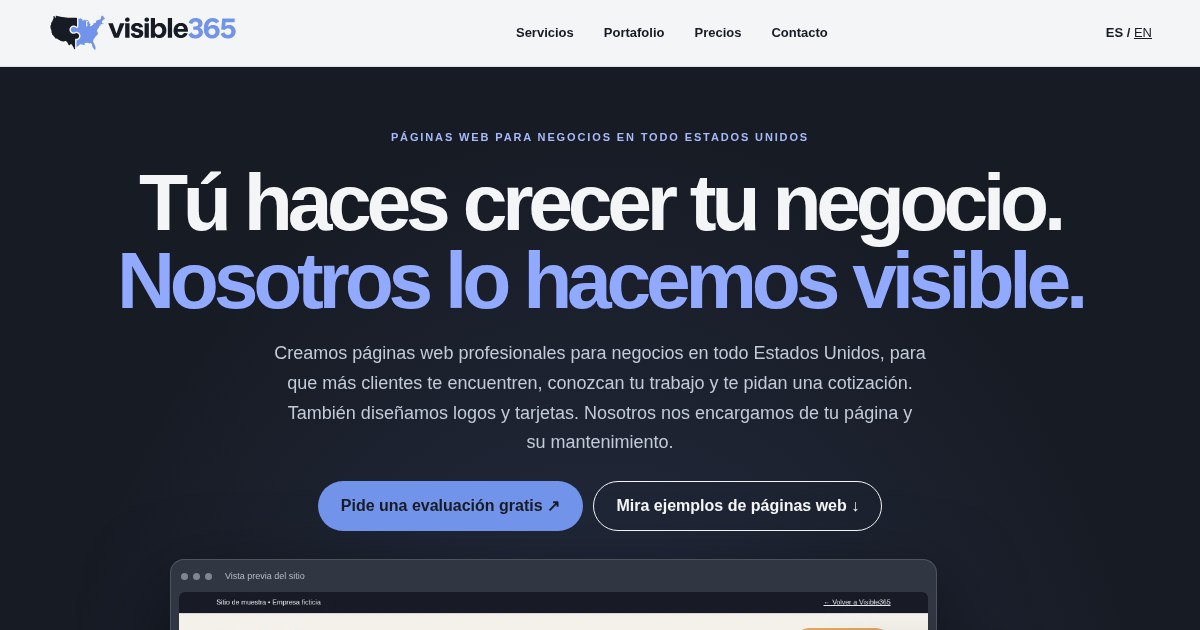 visible365
Servicios Portafolio Precios Contacto
ES / EN
PÁGINAS WEB PARA NEGOCIOS EN TODO ESTADOS UNIDOS
Tú haces crecer tu negocio.
Nosotros lo hacemos visible.
Creamos páginas web profesionales para negocios en todo Estados Unidos, para
que más clientes te encuentren, conozcan tu trabajo y te pidan una cotización.
También diseñamos logos y tarjetas. Nosotros nos encargamos de tu página y
su mantenimiento.
Pide una evaluación gratis ↗
Mira ejemplos de páginas web ↓
Vista previa del sitio
Sitio de muestra • Empresa ficticia
← Volver a Visible365